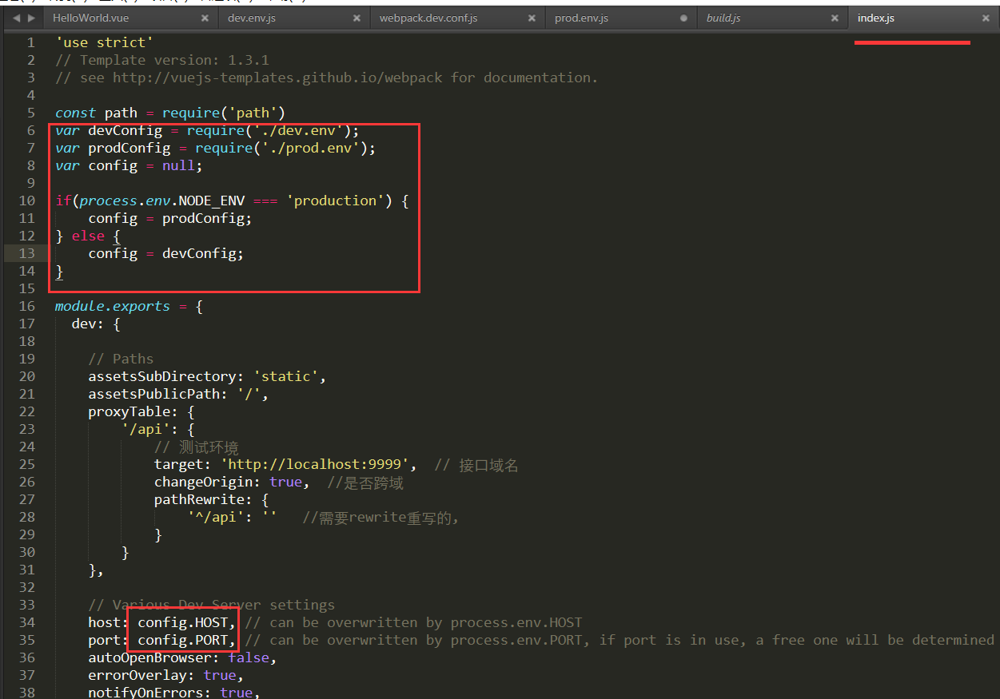 HelloWorld.vue × dev.env.js × webpack.dev.conf.js × prod.env.js build.js × index.js ×
1 'use strict'
2 // Template version: 1.3.1
3 // see http://vuejs-templates.github.io/webpack for documentation.
4
5 const path = require('path')
6 var devConfig = require('./dev.env');
7 var prodConfig = require('./prod.env');
8 var config = null;
9
10 if(process.env.NODE_ENV === 'production') {
11 config = prodConfig;
12 } else {
13 config = devConfig;
14 }
15
16 module.exports = {
17 dev: {
18
19 // Paths
20 assetsSubDirectory: 'static',
21 assetsPublicPath: '/',
22 proxyTable: {
23 '/api': {
24 // 测试环境
25 target: 'http://localhost:9999', // 接口域名
26 changeOrigin: true, //是否跨域
27 pathRewrite: {
28 '^/api': '' //需要rewrite重写的,
29 }
30 }
31 },
32
33 // Various Dev Server settings
34 host: config.HOST, // can be overwritten by process.env.HOST
35 port: config.PORT, // can be overwritten by process.env.PORT, if port is in use, a free one will be determined
36 autoOpenBrowser: false,
37 errorOverlay: true,
38 notifyOnErrors: true,